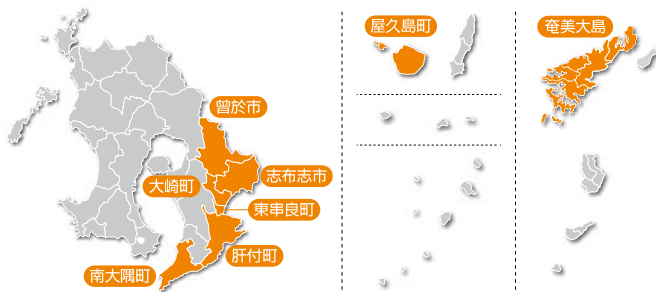 屋久島町
奄美大島
曽於市
志布志市
大崎町
東串良町
肝付町
南大隅町